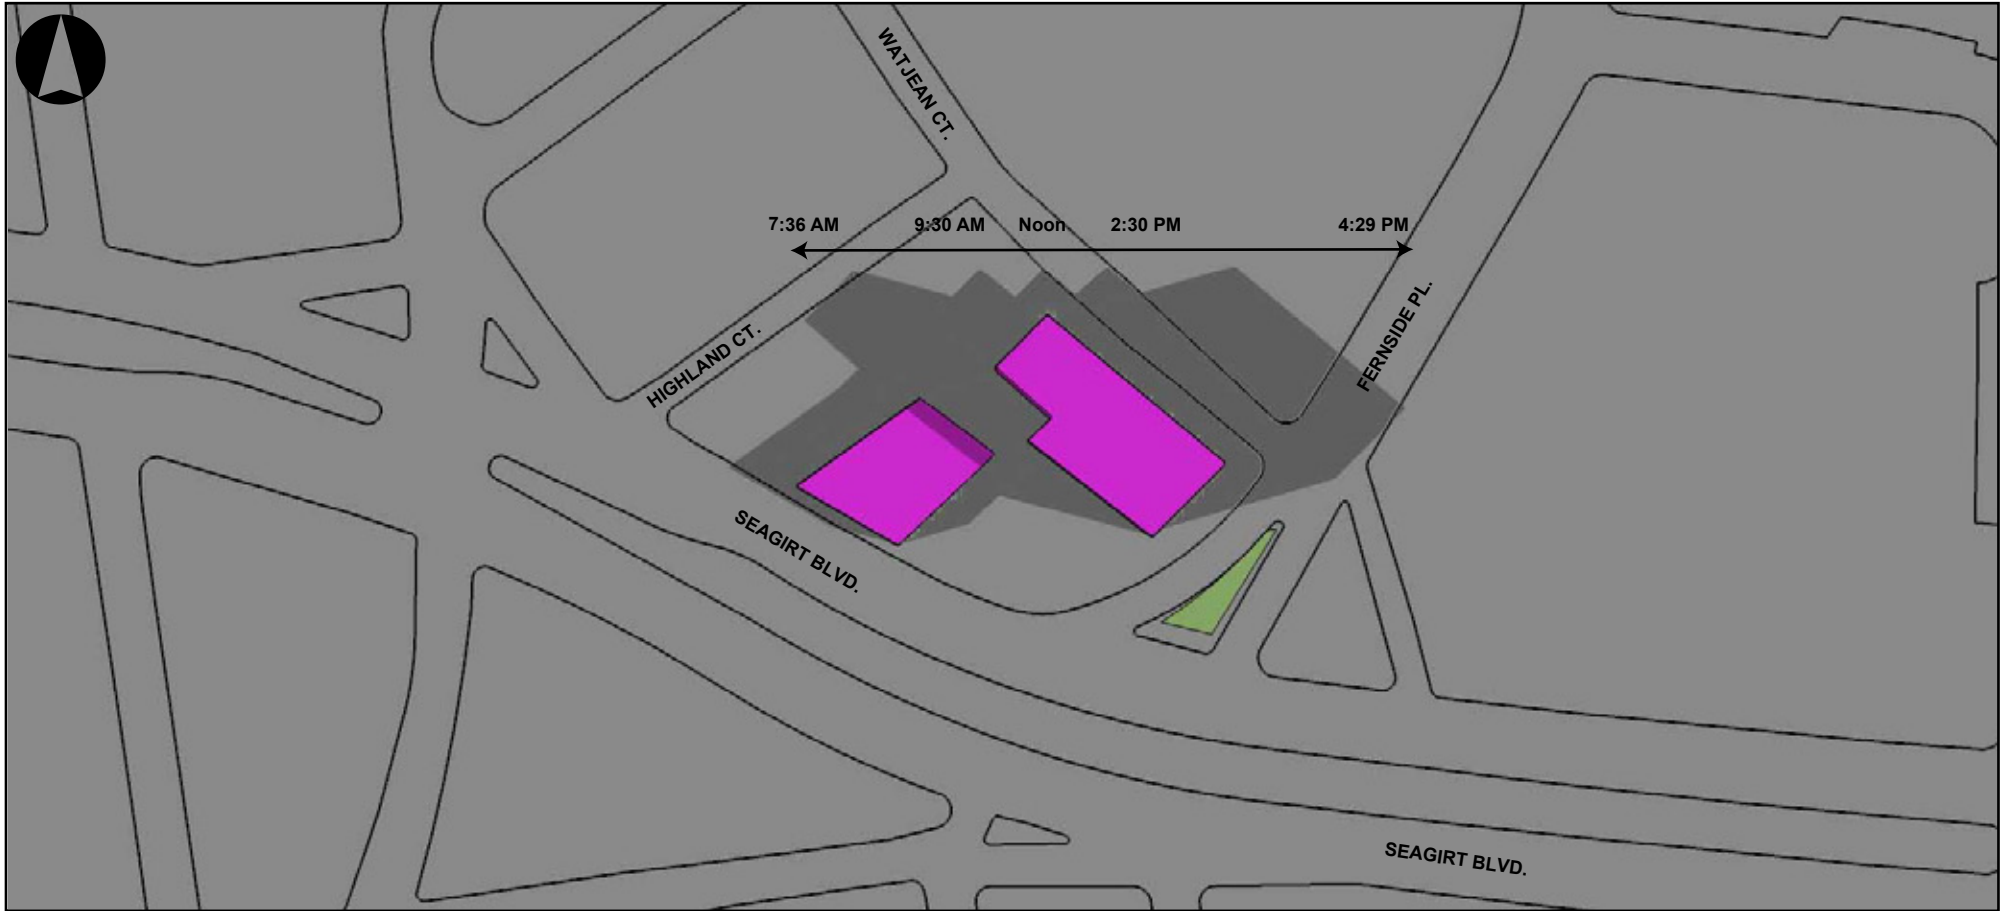 WATJEAN CT.
7:36 AM 9:30 AM Noon 2:30 PM 4:29 PM
HIGHLAND CT.
FERNSIDE PL.
SEAGIRT BLVD.
SEAGIRT BLVD.